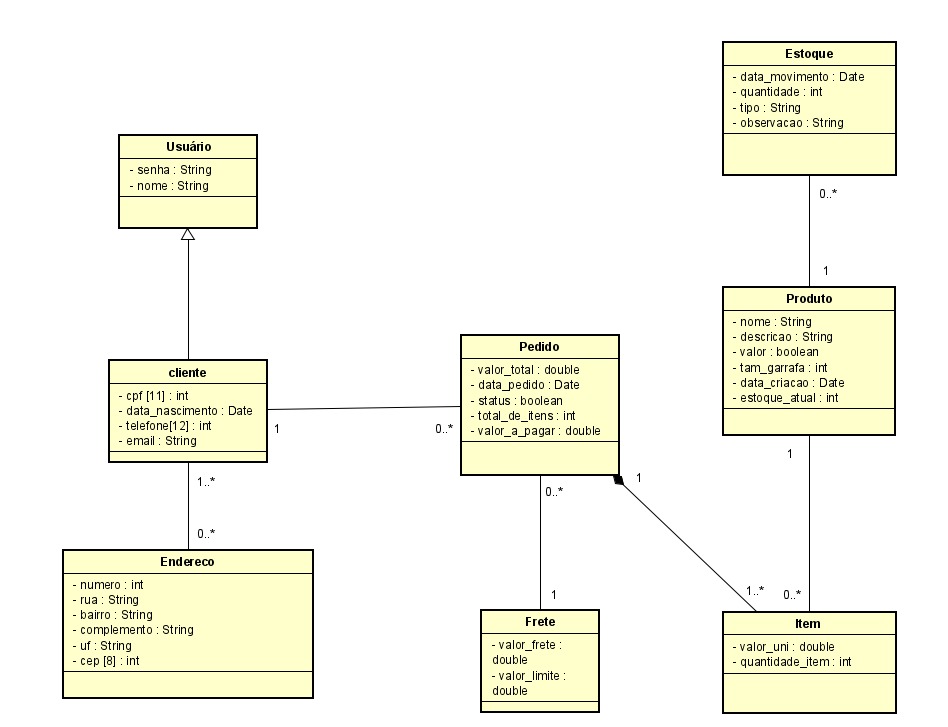 Estoque
- data_movimento : Date
- quantidade : int
- tipo : String
- observacao : String
0..*
1
Usuário
- senha : String
- nome : String
Produto
- nome : String
- descricao : String
- valor : boolean
- tam_garrafa : int
- data_criacao : Date
- estoque_atual : int
1
0..*
cliente
- cpf [11] : int
- data_nascimento : Date
- telefone[12] : int
- email : String
1
0..*
1..*
0..*
Pedido
- valor_total : double
- data_pedido : Date
- status : boolean
- total_de_itens : int
- valor_a_pagar : double
0..*
1
1
1..*
Endereco
- numero : int
- rua : String
- bairro : String
- complemento : String
- uf : String
- cep [8] : int
Frete
- valor_frete :
double
- valor_limite :
double
Item
- valor_uni : double
- quantidade_item : int